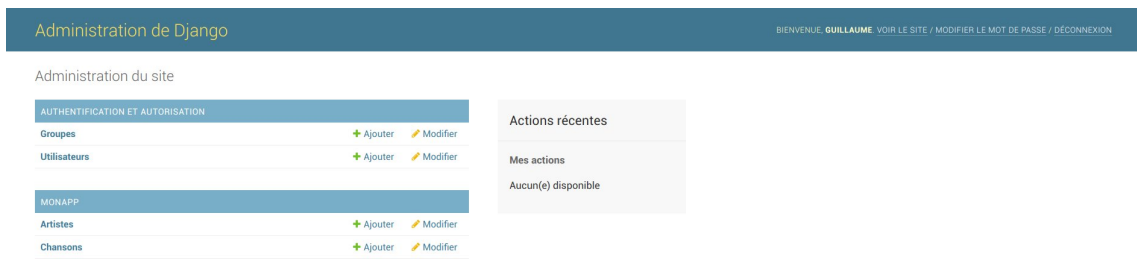 Administration de Django
BIENVENUE, GUILLAUME. VOIR LE SITE / MODIFIER LE MOT DE PASSE / DÉCONNEXION
Administration du site
AUTHENTIFICATION ET AUTORISATION
Groupes Ajouter Modifier
Utilisateurs Ajouter Modifier
MONAPP
Artistes Ajouter Modifier
Chansons Ajouter Modifier
Actions récentes
Mes actions
Aucun(e) disponible